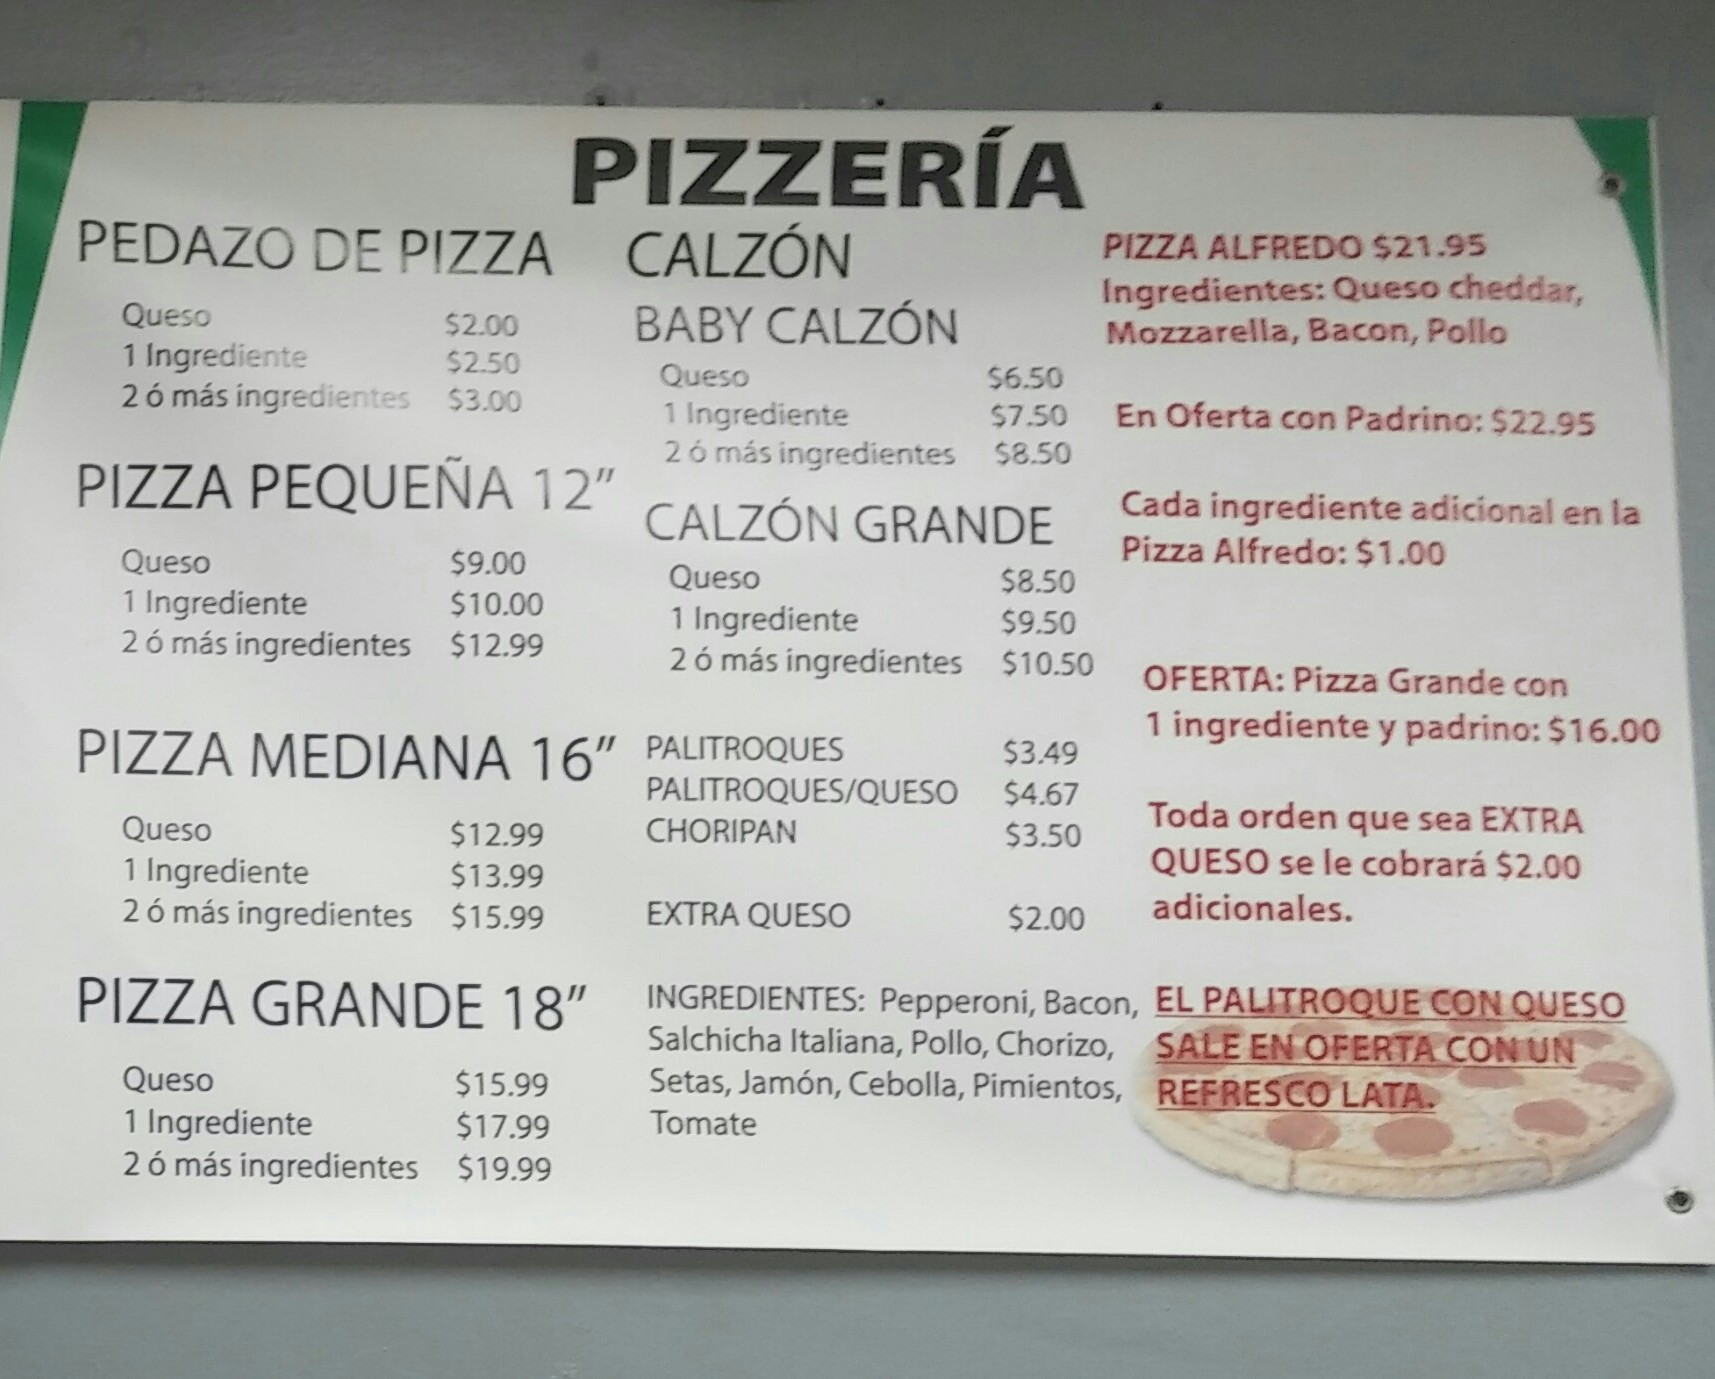 PIZZERÍA
PEDAZO DE PIZZA
Queso $2.00
1 Ingrediente $2.50
2 ó más ingredientes $3.00
PIZZA PEQUEÑA 12”
Queso $9.00
1 Ingrediente $10.00
2 ó más ingredientes $12.99
PIZZA MEDIANA 16”
Queso $12.99
1 Ingrediente $13.99
2 ó más ingredientes $15.99
PIZZA GRANDE 18”
Queso $15.99
1 Ingrediente $17.99
2 ó más ingredientes $19.99
CALZÓN
BABY CALZÓN
Queso $6.50
1 Ingrediente $7.50
2 ó más ingredientes $8.50
CALZÓN GRANDE
Queso $8.50
1 Ingrediente $9.50
2 ó más ingredientes $10.50
PALITROQUES $3.49
PALITROQUES/QUESO $4.67
CHORIPAN $3.50
EXTRA QUESO $2.00
INGREDIENTES: Pepperoni, Bacon,
Salchicha Italiana, Pollo, Chorizo,
Setas, Jamón, Cebolla, Pimientos,
Tomate
PIZZA ALFREDO $21.95
Ingredientes: Queso cheddar,
Mozzarella, Bacon, Pollo
En Oferta con Padrino: $22.95
Cada ingrediente adicional en la
Pizza Alfredo: $1.00
OFERTA: Pizza Grande con
1 ingrediente y padrino: $16.00
Toda orden que sea EXTRA
QUESO se le cobrará $2.00
adicionales.
EL PALITROQUE CON QUESO
SALE EN OFERTA CON UN
REFRESCO LATA.